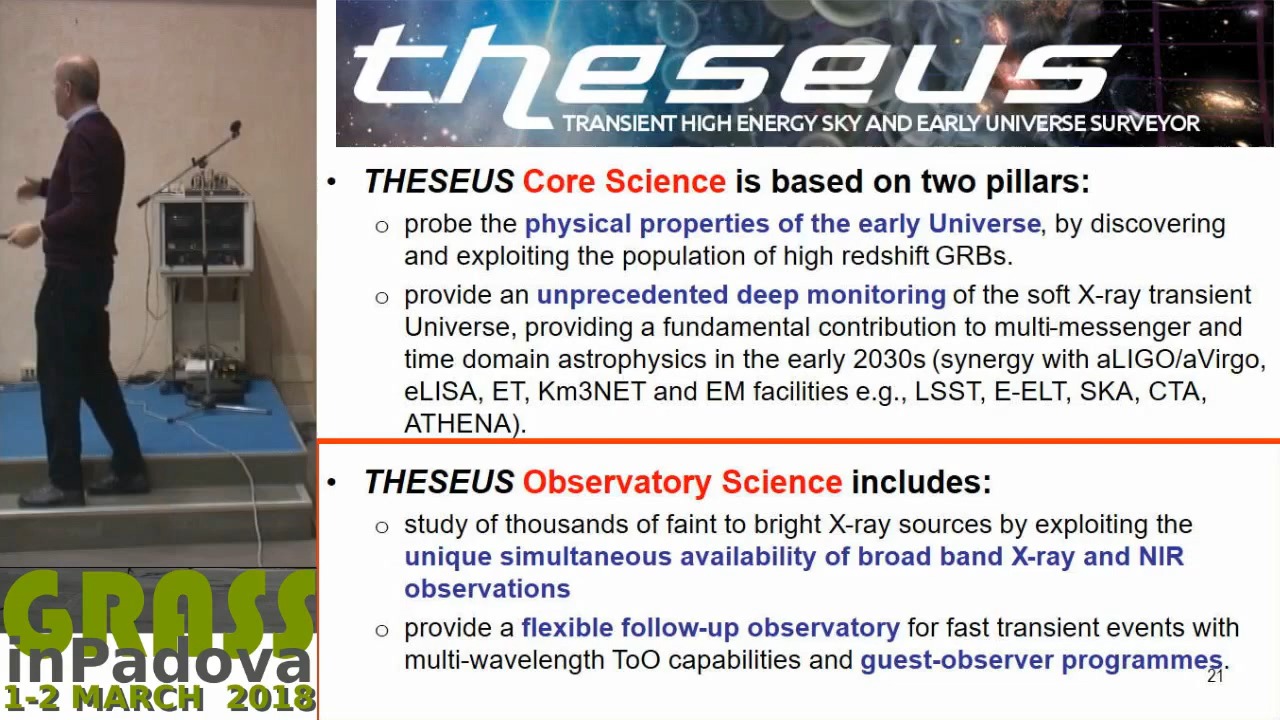 theseus
TRANSIENT HIGH ENERGY SKY AND EARLY UNIVERSE SURVEYOR
• THESEUS Core Science is based on two pillars:
o probe the physical properties of the early Universe, by discovering
and exploiting the population of high redshift GRBs.
o provide an unprecedented deep monitoring of the soft X-ray transient
Universe, providing a fundamental contribution to multi-messenger and
time domain astrophysics in the early 2030s (synergy with aLIGO/aVirgo,
eLISA, ET, Km3NET and EM facilities e.g., LSST, E-ELT, SKA, CTA,
ATHENA).
• THESEUS Observatory Science includes:
o study of thousands of faint to bright X-ray sources by exploiting the
unique simultaneous availability of broad band X-ray and NIR
observations
o provide a flexible follow-up observatory for fast transient events with
multi-wavelength ToO capabilities and guest-observer programmes.
21
GRASS
inPadova
1-2 MARCH 2018